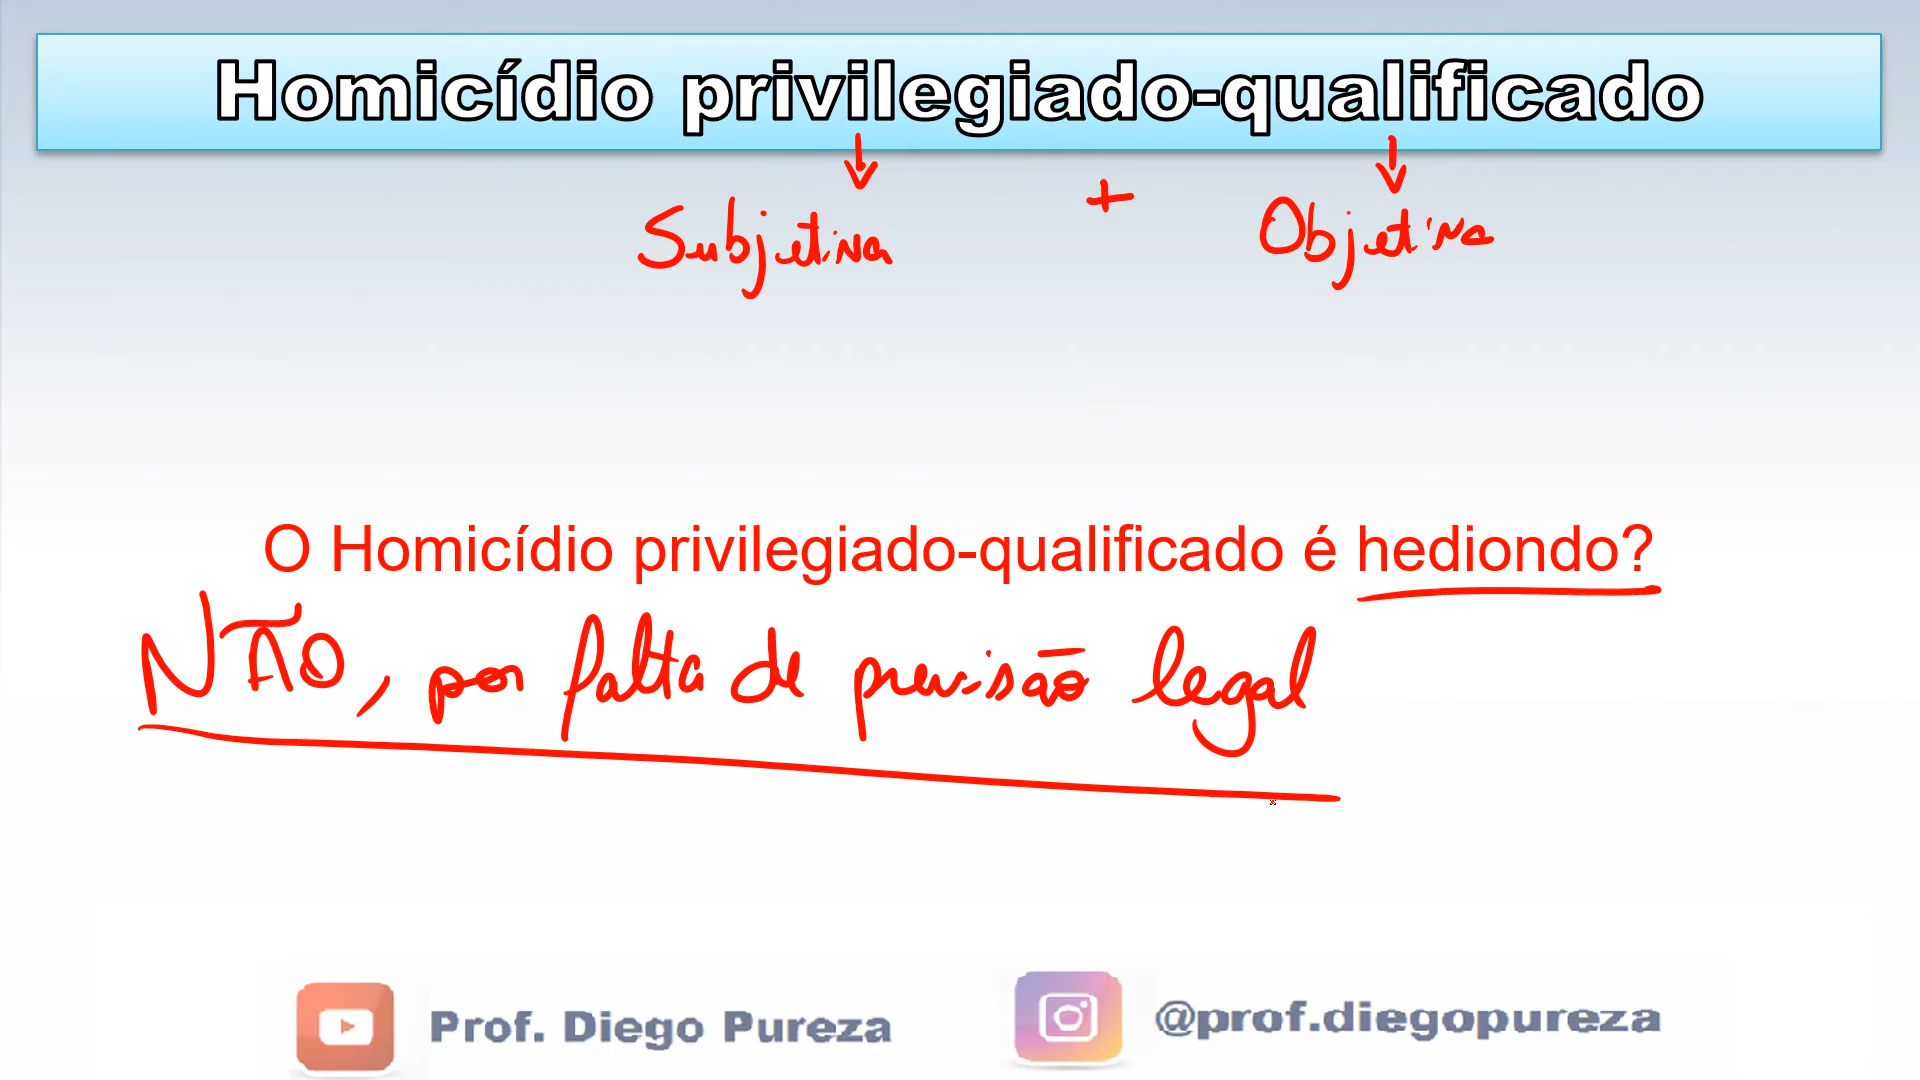 Homicídio privilegiado-qualificado
Subjetiva + Objetiva
O Homicídio privilegiado-qualificado é hediondo?
NÃO, por falta de previsão legal
Prof. Diego Pureza @prof.diegopureza